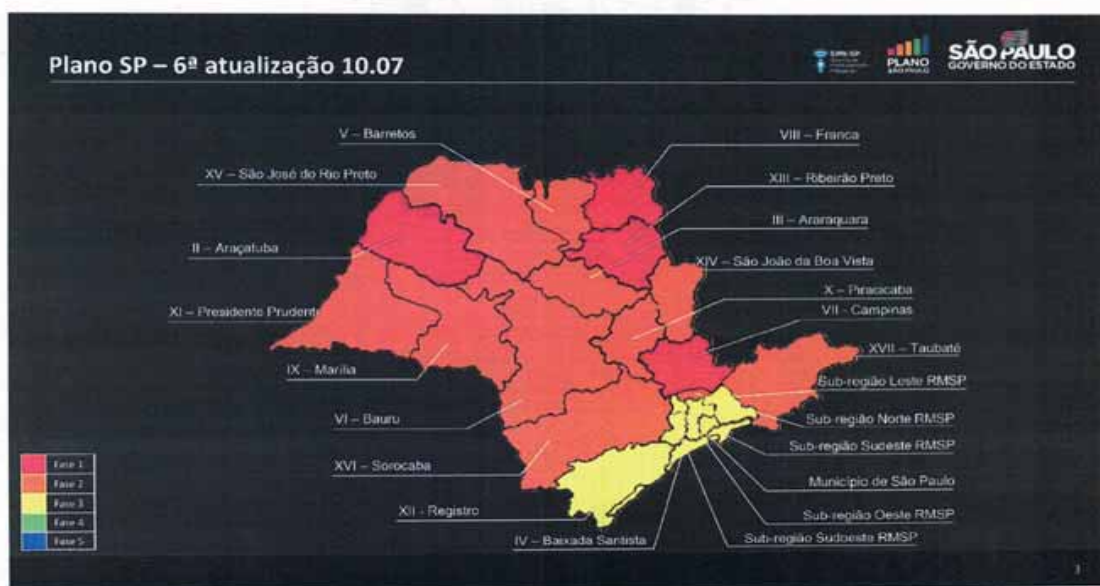 Plano SP – 6ª atualização 10.07
PLANO
SÃO PAULO
SÃO PAULO
GOVERNO DO ESTADO
V – Barretos
VIII – Franca
XV – São José do Rio Preto
XIII – Ribeirão Preto
III – Araraquara
II – Araçatuba
XIV – São João da Boa Vista
X – Piracicaba
XI – Presidente Prudente
VII - Campinas
XVII – Taubaté
IX – Marília
Sub-região Leste RMSP
VI – Bauru
Sub-região Norte RMSP
Sub-região Sudeste RMSP
XVI – Sorocaba
Município de São Paulo
XII - Registro
Sub-região Oeste RMSP
IV – Baixada Santista
Sub-região Sudoeste RMSP
Fase 1
Fase 2
Fase 3
Fase 4
Fase 5
3